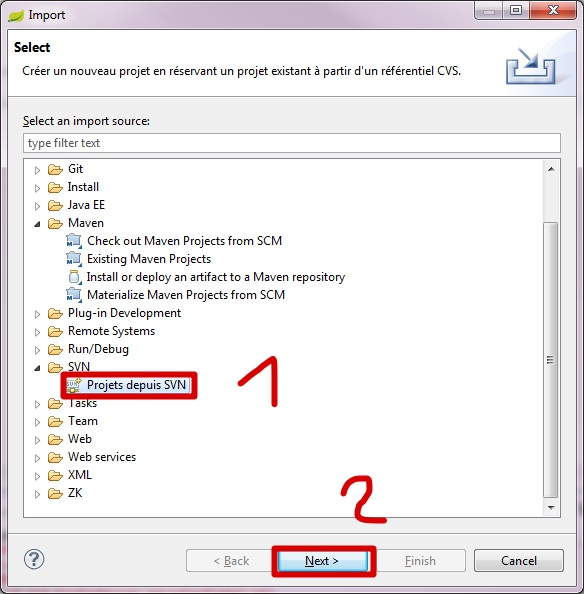 Import
Select
Créer un nouveau projet en réservant un projet existant à partir d'un référentiel CVS.
Select an import source:
type filter text
Git
Install
Java EE
Maven
Check out Maven Projects from SCM
Existing Maven Projects
Install or deploy an artifact to a Maven repository
Materialize Maven Projects from SCM
Plug-in Development
Remote Systems
Run/Debug
SVN
Projets depuis SVN
1
Tasks
Team
Web
Web services
XML
ZK
2
? < Back Next > Finish Cancel